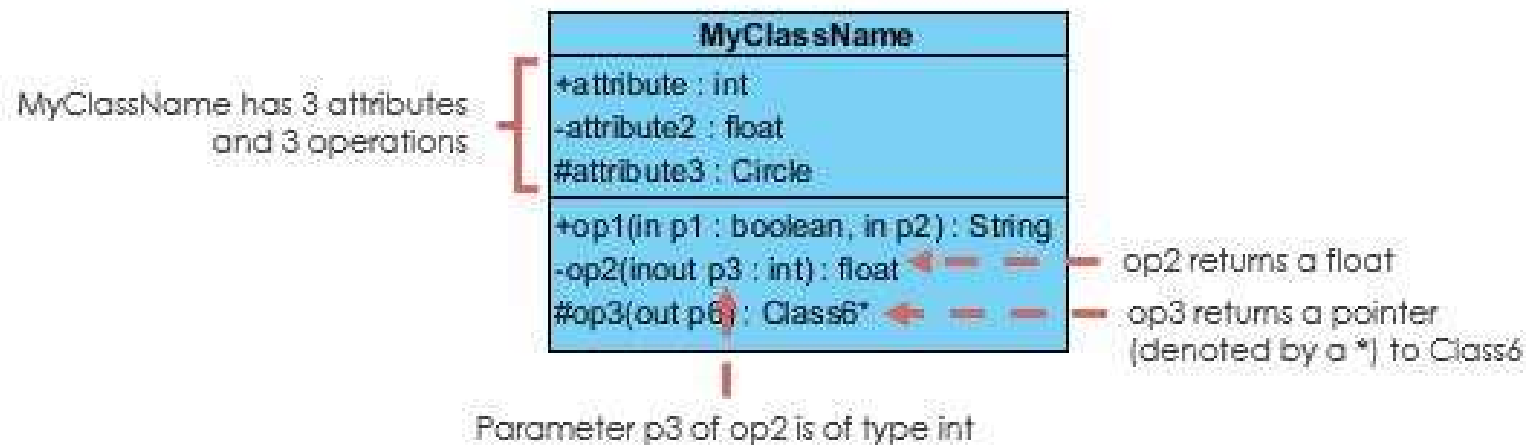 MyClassName
+attribute : int
-attribute2 : float
#attribute3 : Circle
+op1(in p1 : boolean, in p2) : String
-op2(inout p3 : int) : float
#op3(out p6) : Class6*
MyClassName has 3 attributes
and 3 operations
op2 returns a float
op3 returns a pointer
(denoted by a *) to Class6
Parameter p3 of op2 is of type int